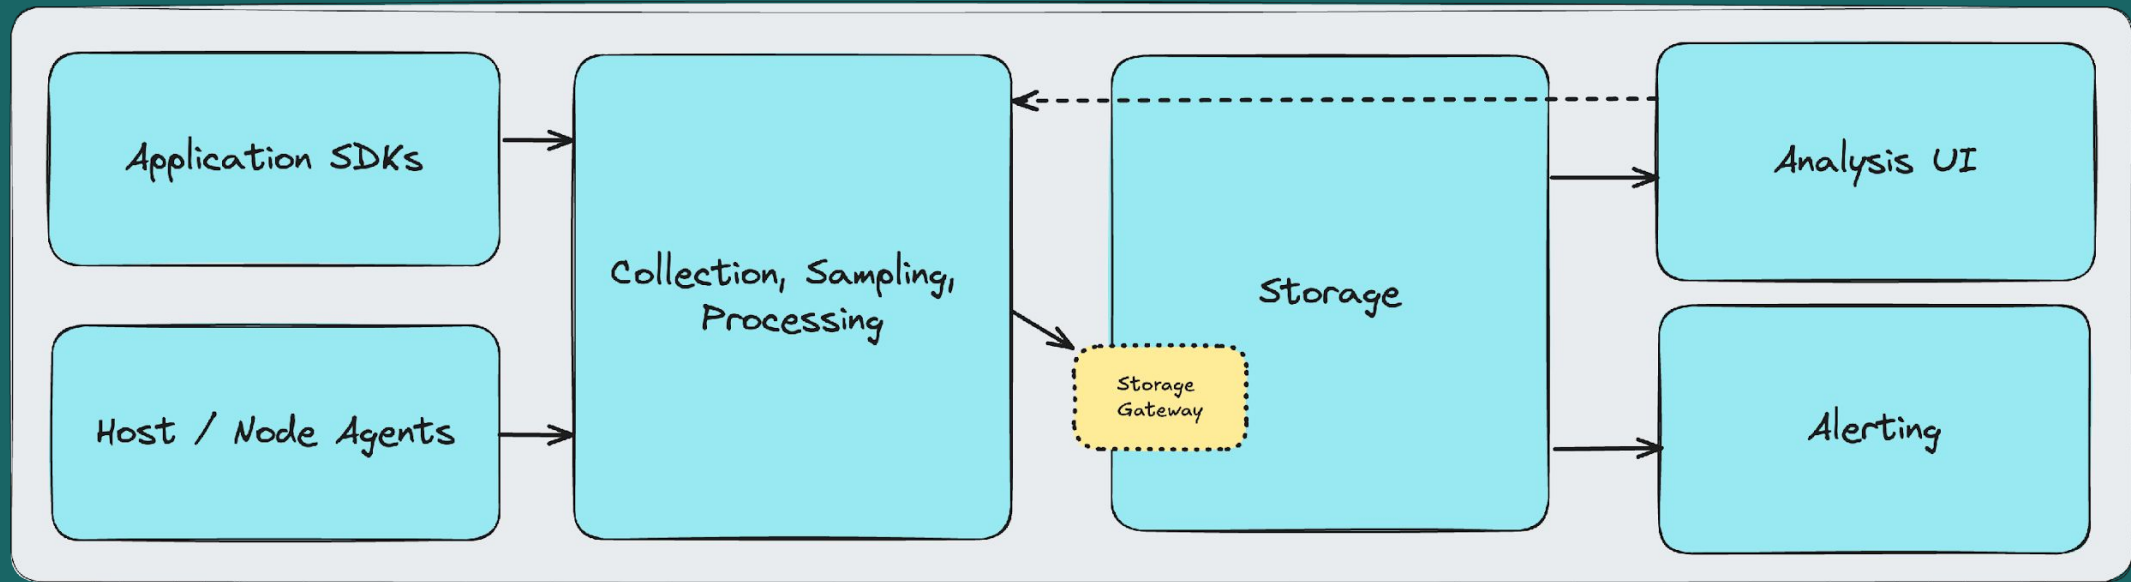 Application SDKs
Host / Node Agents
Collection, Sampling,
Processing
Storage
Storage
Gateway
Analysis UI
Alerting